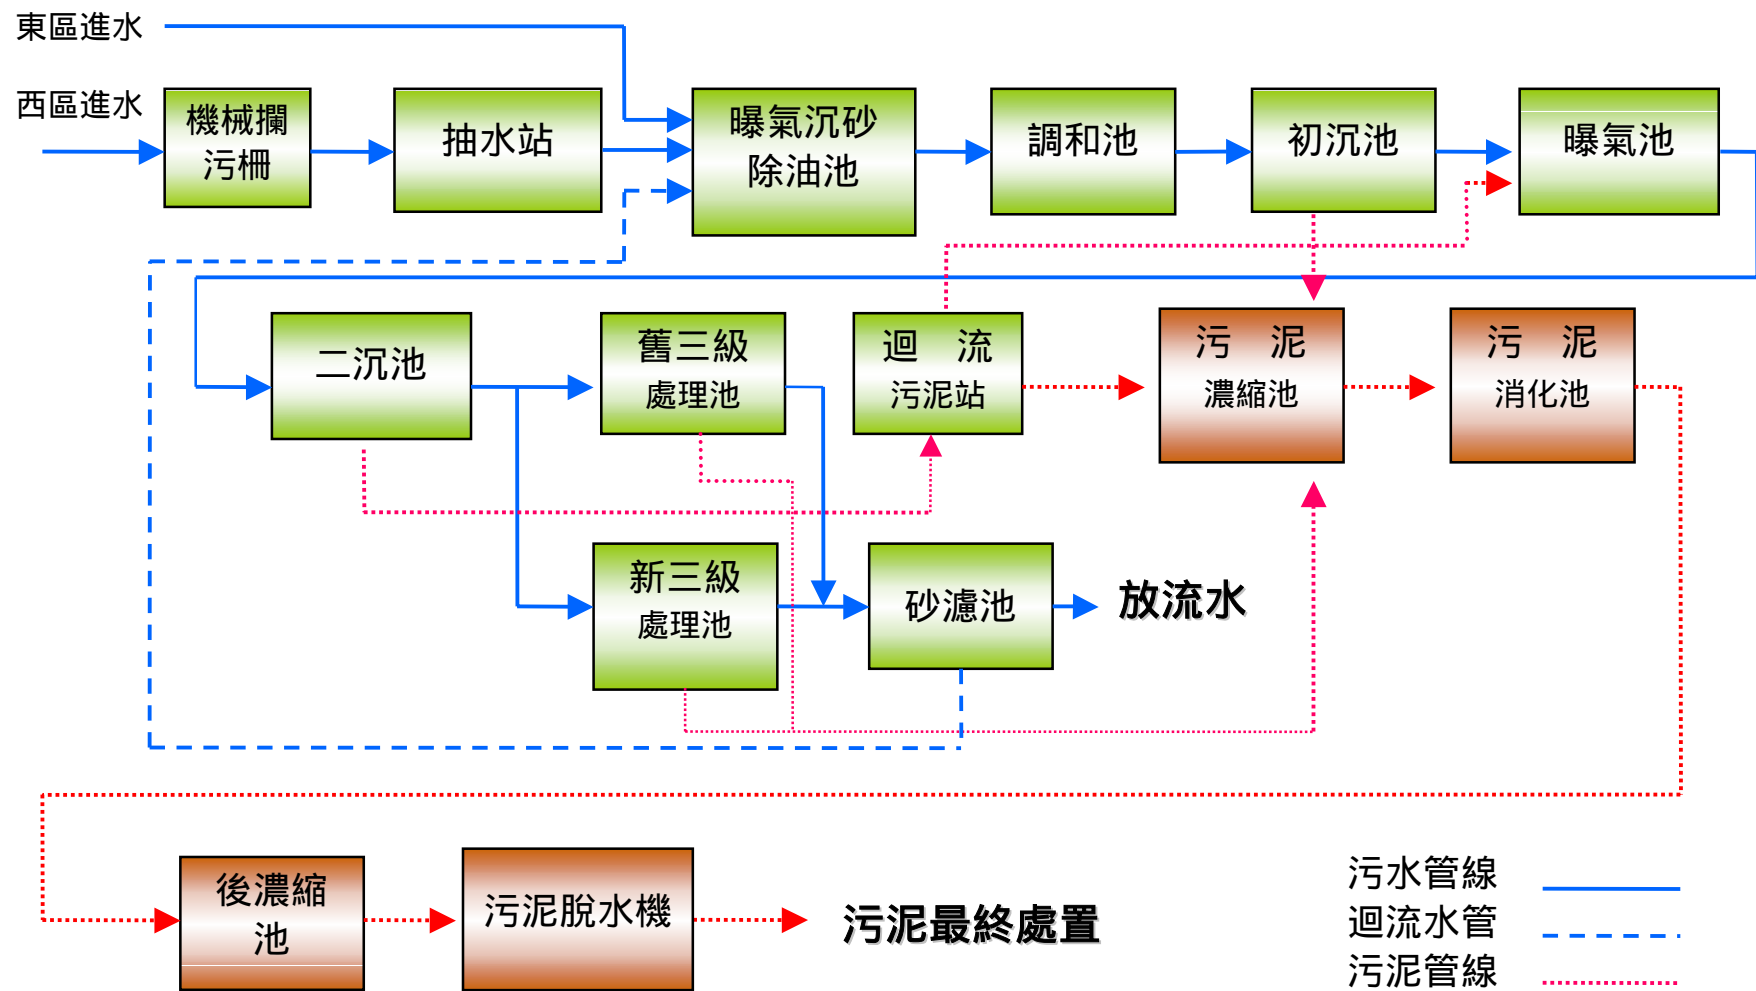 東區進水
西區進水
機械攔
污柵
抽水站
曝氣沉砂
除油池
調和池
初沉池
曝氣池
二沉池
舊三級
處理池
迴 流
污泥站
污 泥
濃縮池
污 泥
消化池
新三級
處理池
砂濾池
放流水
後濃縮
池
污泥脫水機
污泥最終處置
污水管線
迴流水管
污泥管線